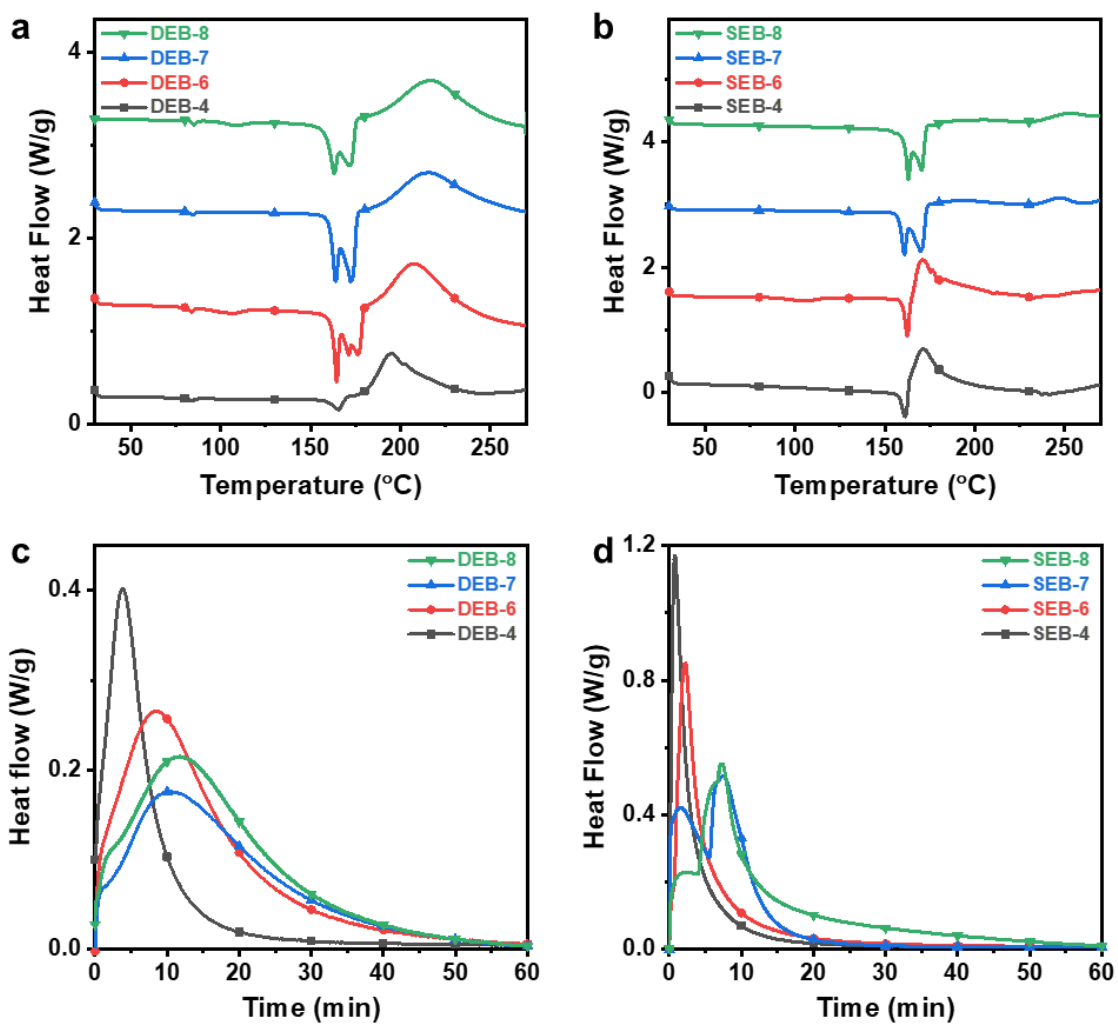 a
DEB-8
DEB-7
DEB-6
DEB-4
Heat Flow (W/g)
4
2
0
50
100
150
200
250
Temperature (°C)
b
SEB-8
SEB-7
SEB-6
SEB-4
Heat Flow (W/g)
4
2
0
50
100
150
200
250
Temperature (°C)
c
DEB-8
DEB-7
DEB-6
DEB-4
Heat flow (W/g)
0.4
0.2
0.0
0
10
20
30
40
50
60
Time (min)
d
SEB-8
SEB-7
SEB-6
SEB-4
Heat Flow (W/g)
1.2
0.8
0.4
0.0
0
10
20
30
40
50
60
Time (min)